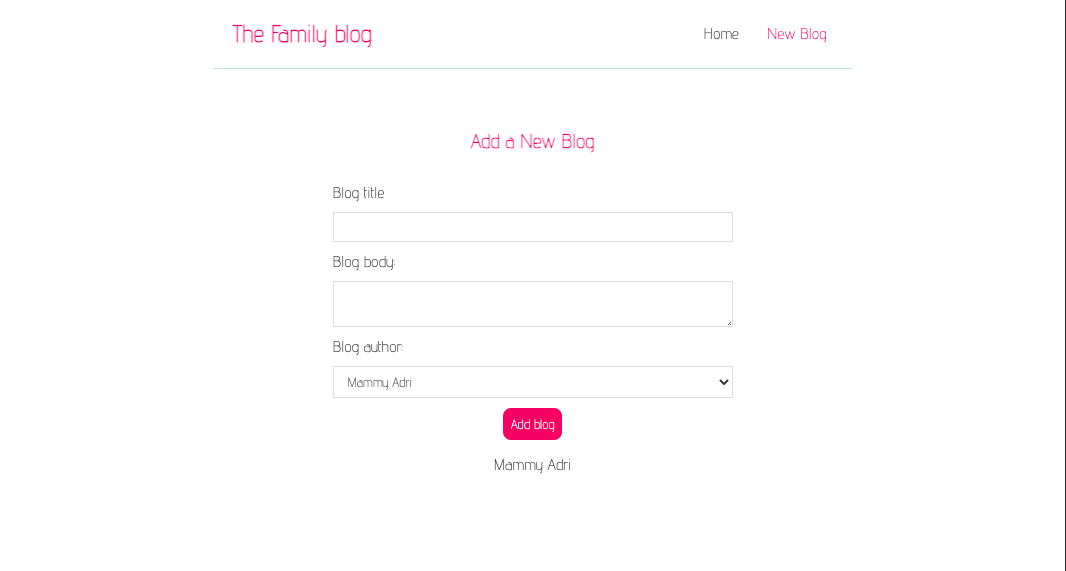 The Family blog
Home New Blog
Add a New Blog
Blog title
Blog body:
Blog author:
Mammy Adri
Add blog
Mammy Adri